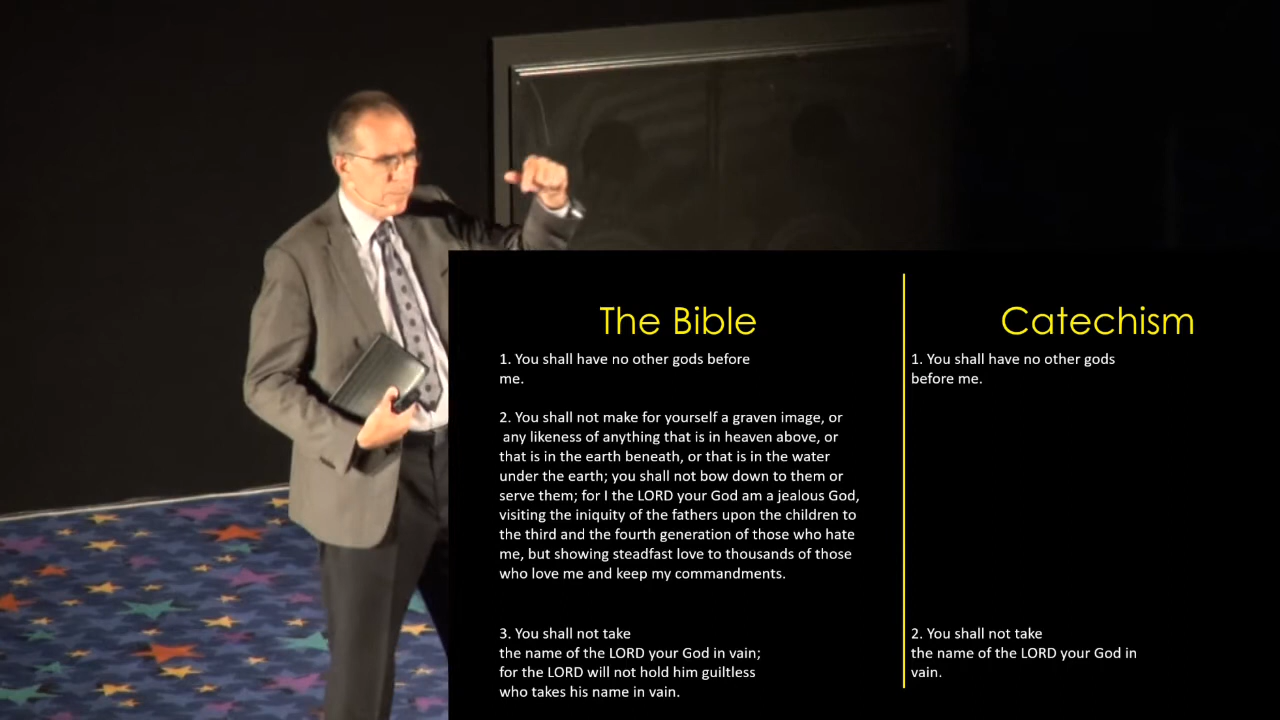 The Bible
1. You shall have no other gods before
me.
2. You shall not make for yourself a graven image, or
any likeness of anything that is in heaven above, or
that is in the earth beneath, or that is in the water
under the earth; you shall not bow down to them or
serve them; for I the LORD your God am a jealous God,
visiting the iniquity of the fathers upon the children to
the third and the fourth generation of those who hate
me, but showing steadfast love to thousands of those
who love me and keep my commandments.
3. You shall not take
the name of the LORD your God in vain;
for the LORD will not hold him guiltless
who takes his name in vain.
Catechism
1. You shall have no other gods
before me.
2. You shall not take
the name of the LORD your God in
vain.